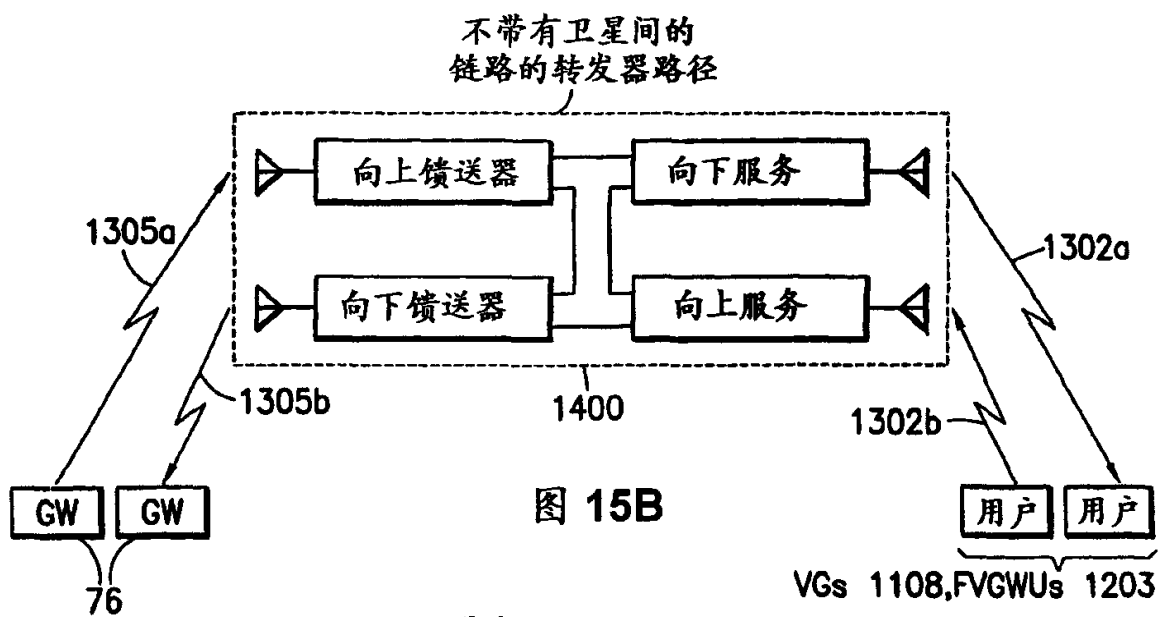 不带有卫星间的
链路的转发器路径
向上馈送器
向下服务
1305a
1302a
向下馈送器
向上服务
1305b
1400
1302b
GW
GW
图 15B
用户
用户
76
VGs 1108,FVGWUs 1203